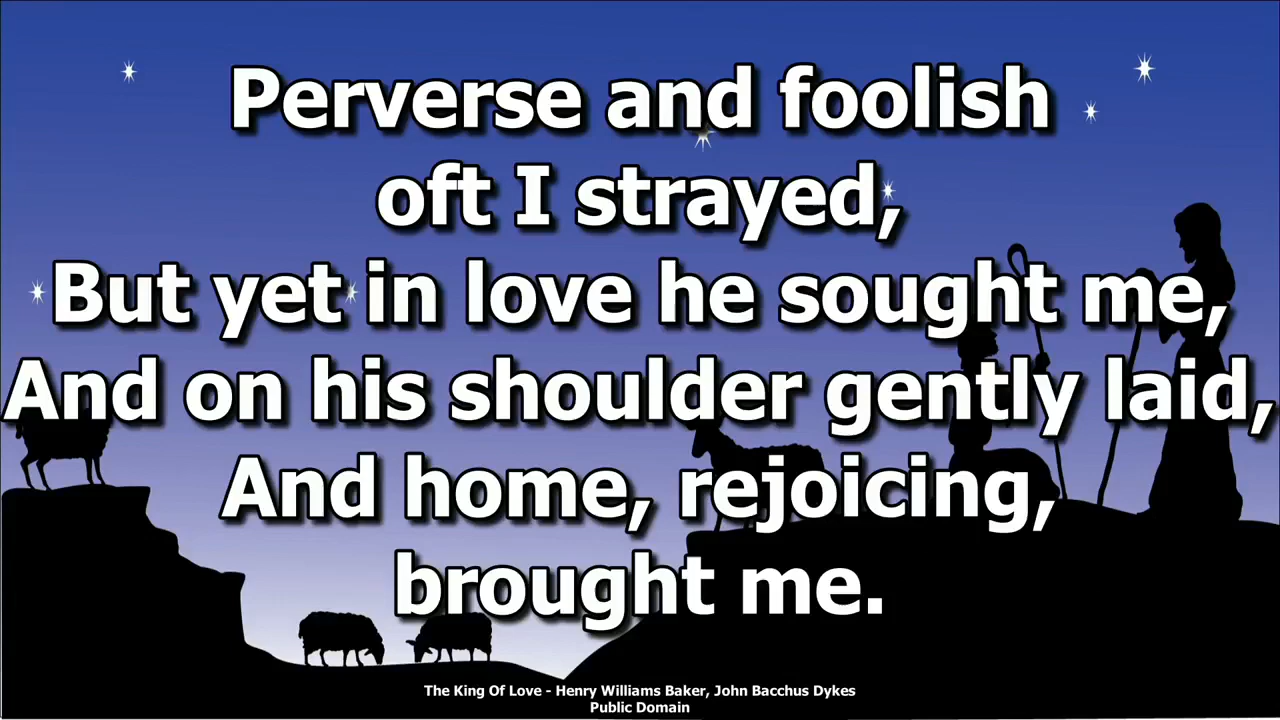 Perverse and foolish
oft I strayed,
But yet in love he sought me,
And on his shoulder gently laid,
And home, rejoicing,
brought me.
The King Of Love - Henry Williams Baker, John Bacchus Dykes
Public Domain